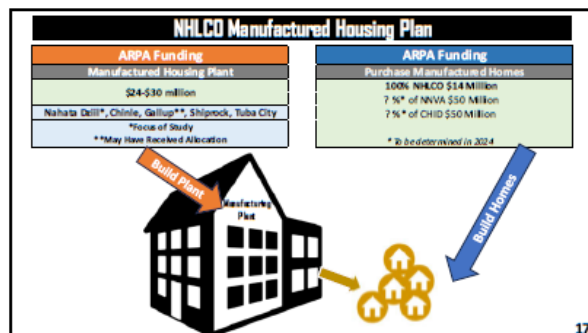 NHLCO Manufactured Housing Plan
ARPA Funding
Manufactured Housing Plant
$24-$30 million
Nahata Dziil*, Chinle, Gallup**, Shiprock, Tuba City
*Focus of Study
**May Have Received Allocation
ARPA Funding
Purchase Manufactured Homes
100% NHLCO $14 Million
? %* of NNVA $50 Million
? %* of CHID $50 Million
* To be determined in 2024
Build Plant
Manufacturing
Plant
Build Homes
17